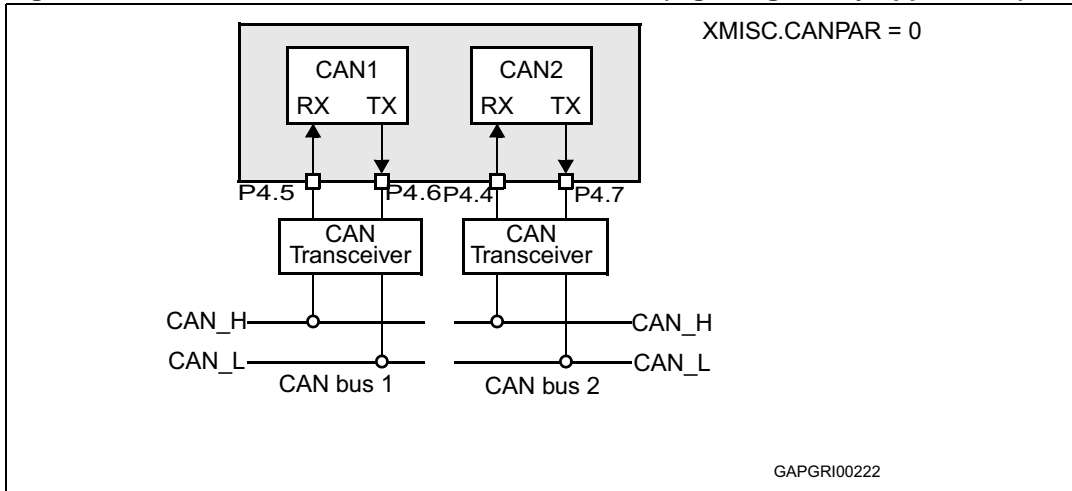 XMISC.CANPAR = 0
CAN1
CAN2
RX TX
RX TX
P4.5
P4.6
P4.4
P4.7
CAN
Transceiver
CAN
Transceiver
CAN_H
CAN_H
CAN_L
CAN_L
CAN bus 1
CAN bus 2
GAPGRI00222